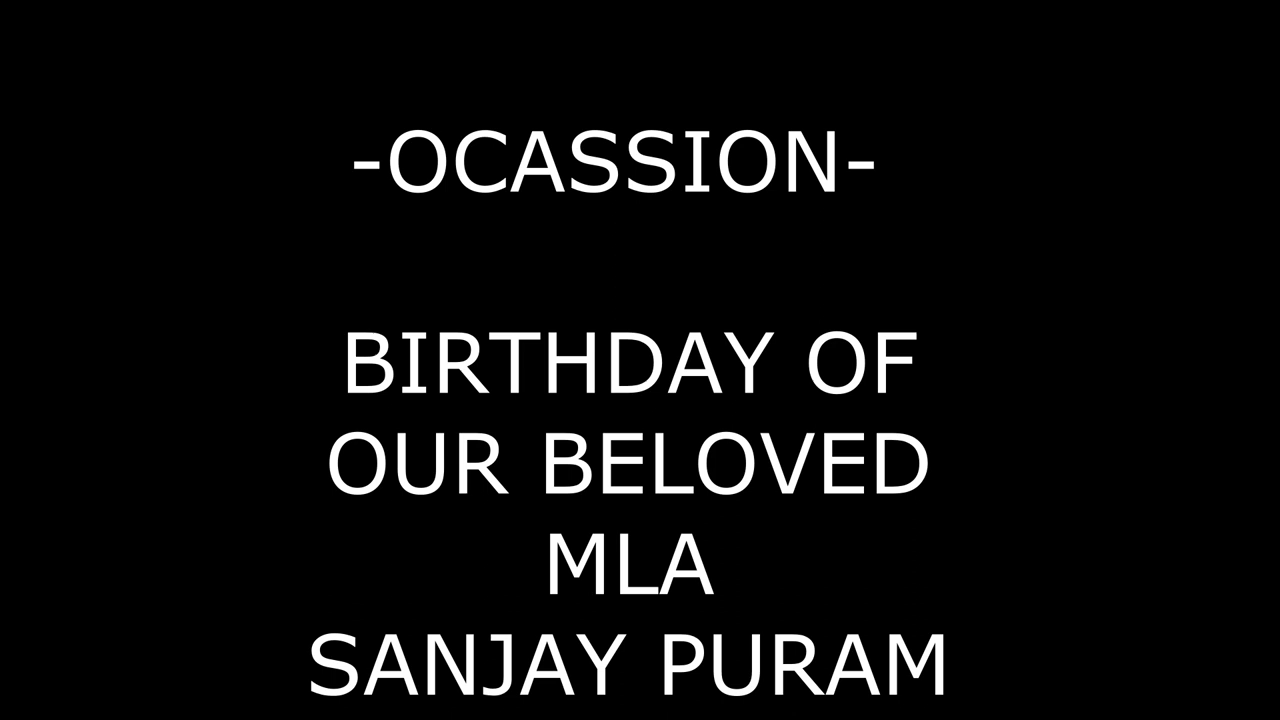 -OCASSION-
BIRTHDAY OF
OUR BELOVED
MLA
SANJAY PURAM